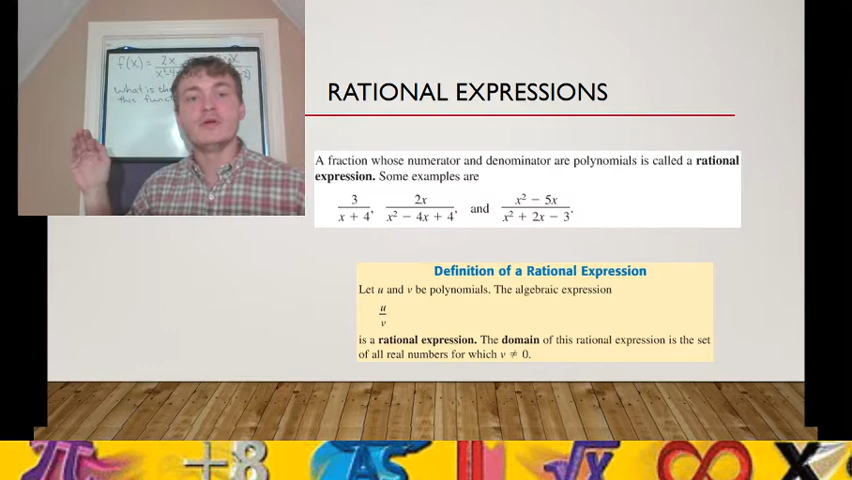 f(x) = 2x
What is the
this func
RATIONAL EXPRESSIONS
A fraction whose numerator and denominator are polynomials is called a rational
expression. Some examples are
3/(x + 4), 2x/(x² − 4x + 4), and (x² − 5x)/(x² + 2x − 3).
Definition of a Rational Expression
Let u and v be polynomials. The algebraic expression
u
v
is a rational expression. The domain of this rational expression is the set
of all real numbers for which v ≠ 0.
π +8 AS √x ∞ X